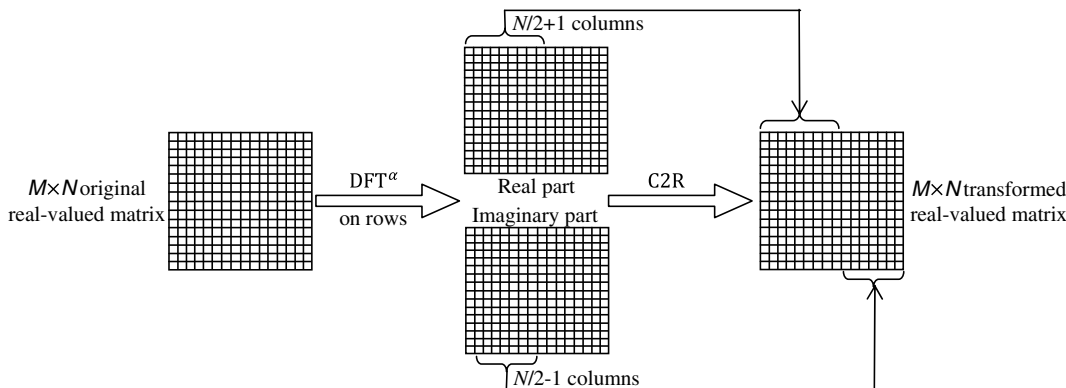 N/2+1 columns
M×N original
real-valued matrix
DFT^α
on rows
Real part
Imaginary part
C2R
M×N transformed
real-valued matrix
N/2-1 columns